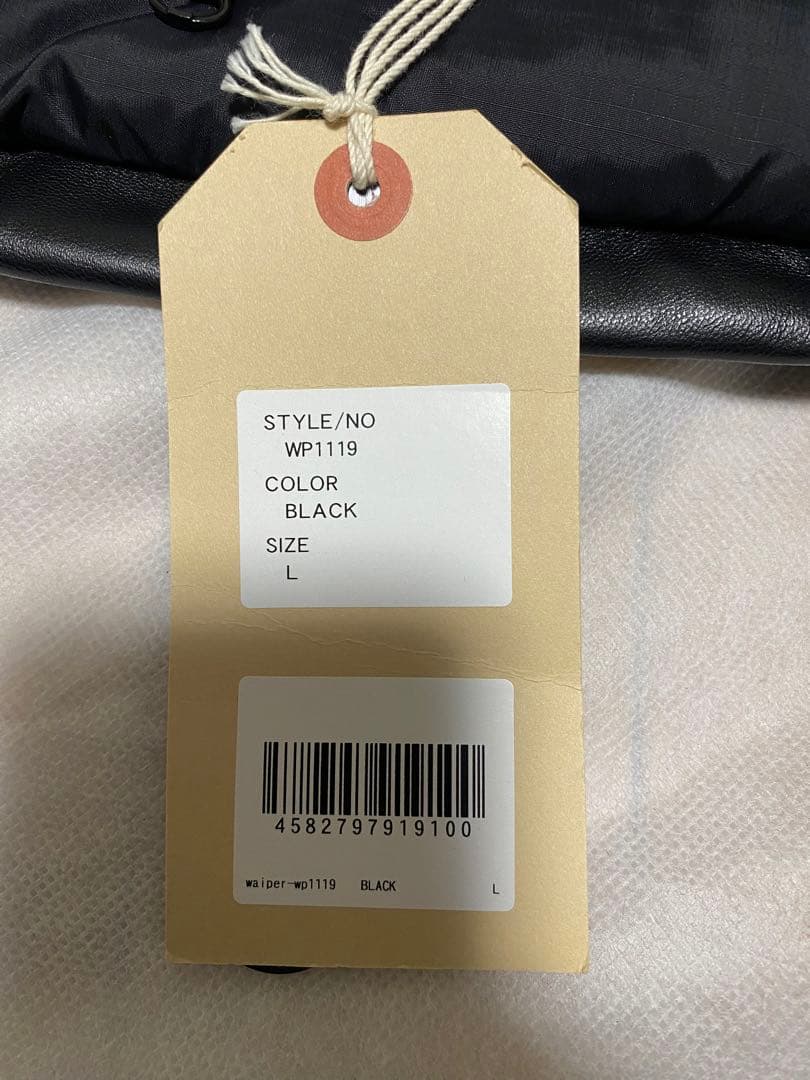 STYLE/NO
WP1119
COLOR
BLACK
SIZE
L
4582797919100
waiper-wp1119 BLACK L